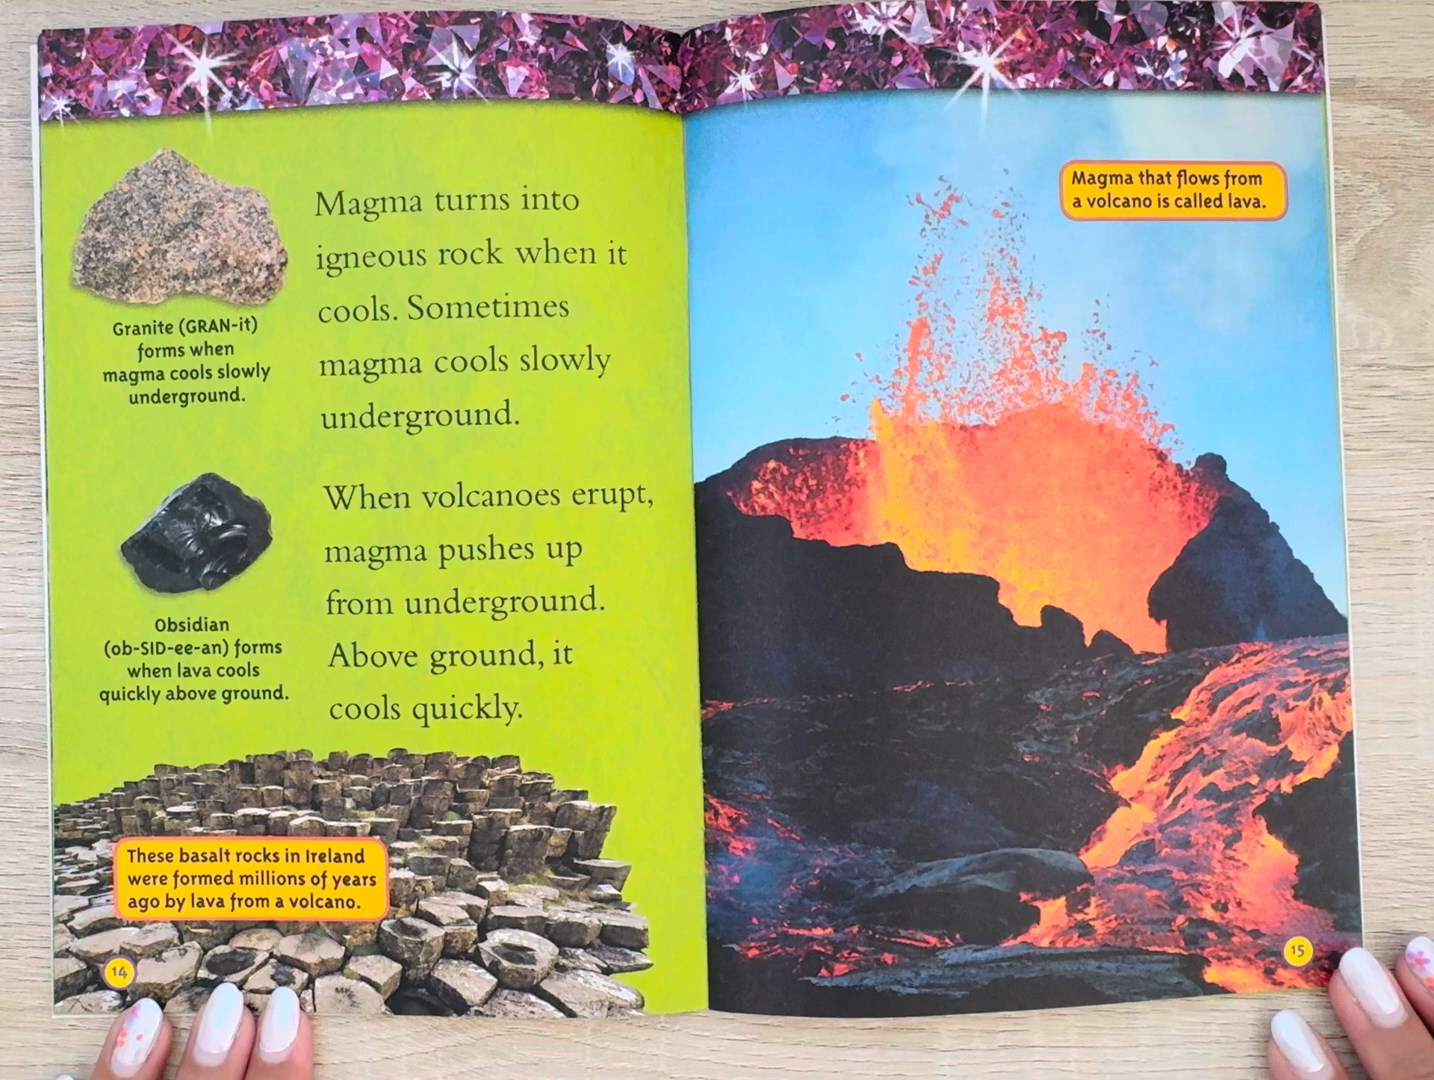 Granite (GRAN-it)
forms when
magma cools slowly
underground.
Magma turns into
igneous rock when it
cools. Sometimes
magma cools slowly
underground.
Obsidian
(ob-SID-ee-an) forms
when lava cools
quickly above ground.
When volcanoes erupt,
magma pushes up
from underground.
Above ground, it
cools quickly.
These basalt rocks in Ireland
were formed millions of years
ago by lava from a volcano.
14
Magma that flows from
a volcano is called lava.
15